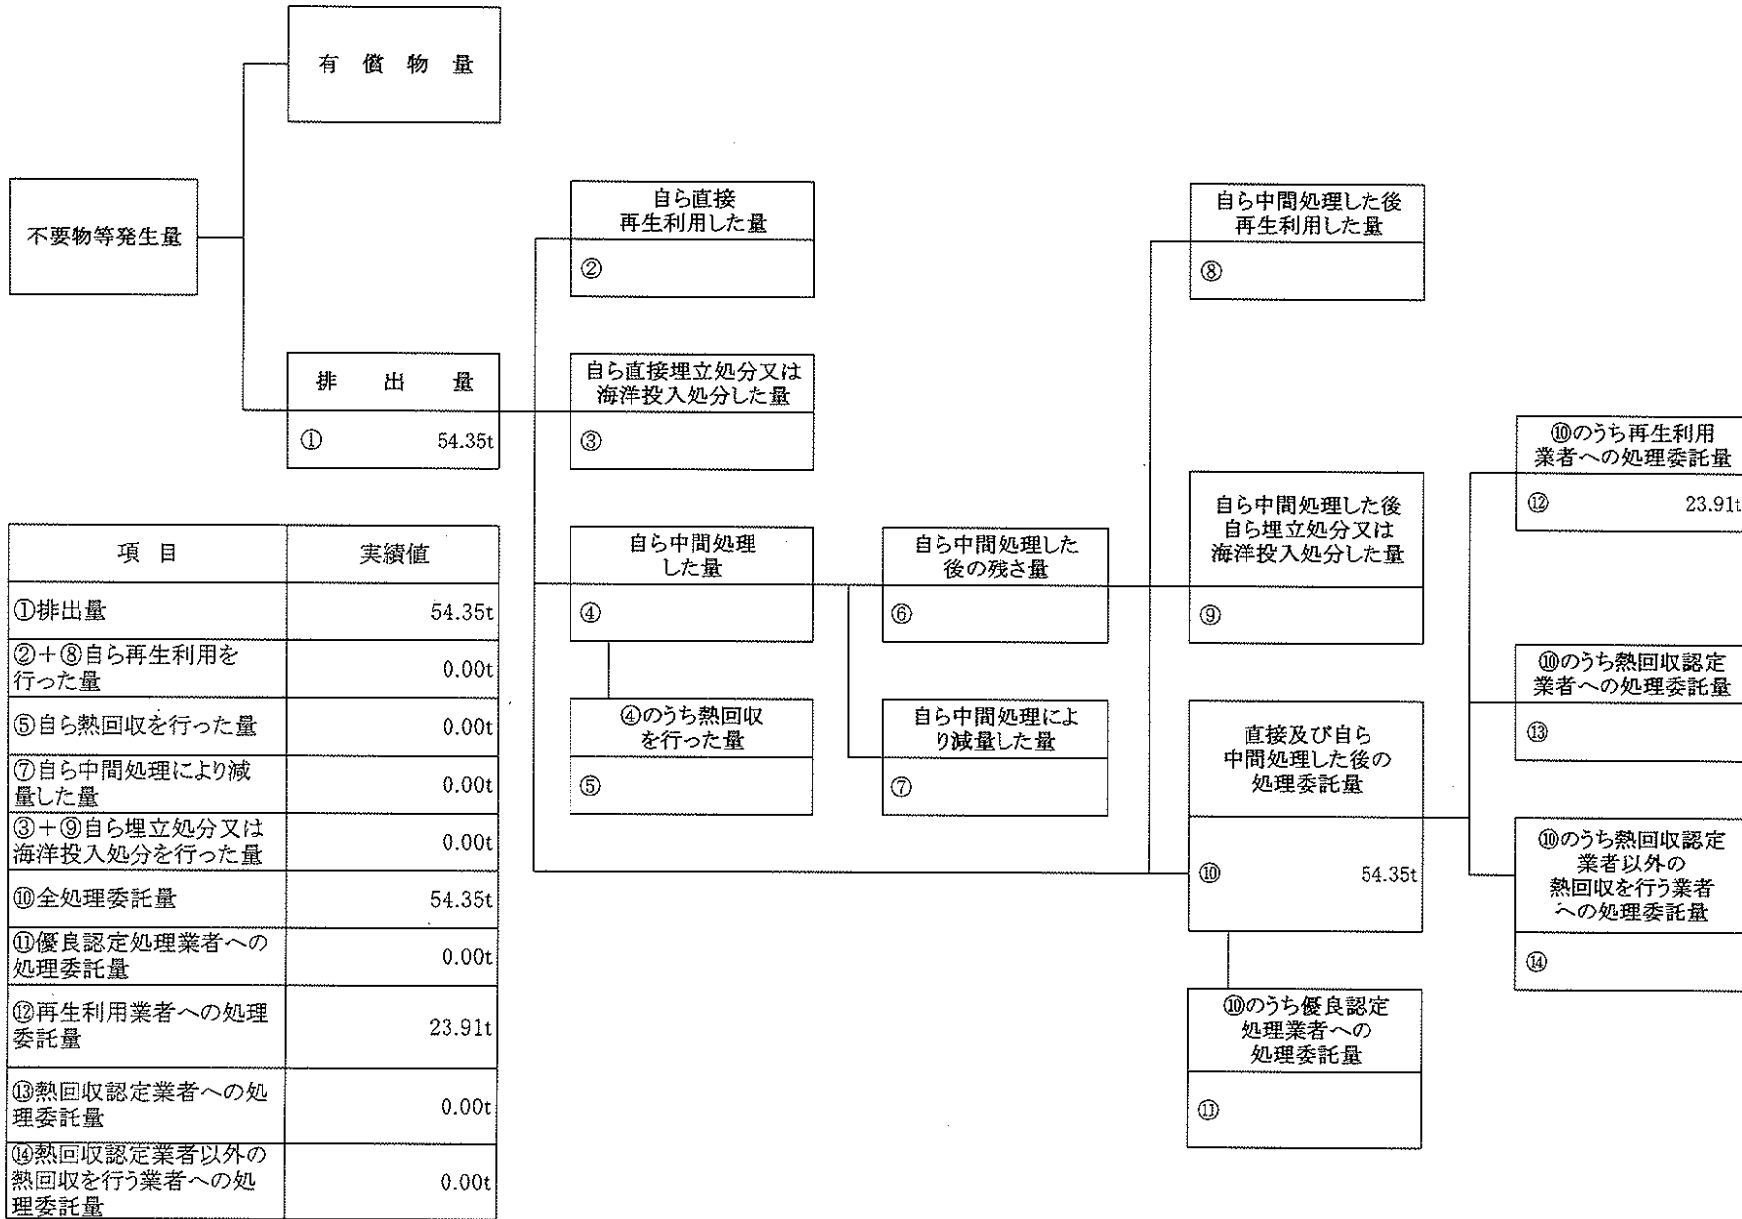 有 償 物 量
不要物等発生量
排 出 量
① 54.35t
自ら直接
再生利用した量
②
自ら直接埋立処分又は
海洋投入処分した量
③
自ら中間処理
した量
④
④のうち熱回収
を行った量
⑤
自ら中間処理した
後の残さ量
⑥
自ら中間処理によ
り減量した量
⑦
自ら中間処理した後
再生利用した量
⑧
自ら中間処理した後
自ら埋立処分又は
海洋投入処分した量
⑨
直接及び自ら
中間処理した後の
処理委託量
⑩ 54.35t
⑩のうち優良認定
処理業者への
処理委託量
⑪
⑩のうち再生利用
業者への処理委託量
⑫ 23.91t
⑩のうち熱回収認定
業者への処理委託量
⑬
⑩のうち熱回収認定
業者以外の
熱回収を行う業者
への処理委託量
⑭
項 目 実績値
①排出量 54.35t
②+⑧自ら再生利用を
行った量 0.00t
⑤自ら熱回収を行った量 0.00t
⑦自ら中間処理により減
量した量 0.00t
③+⑨自ら埋立処分又は
海洋投入処分を行った量 0.00t
⑩全処理委託量 54.35t
⑪優良認定処理業者への
処理委託量 0.00t
⑫再生利用業者への処理
委託量 23.91t
⑬熱回収認定業者への処
理委託量 0.00t
⑭熱回収認定業者以外の
熱回収を行う業者への処
理委託量 0.00t